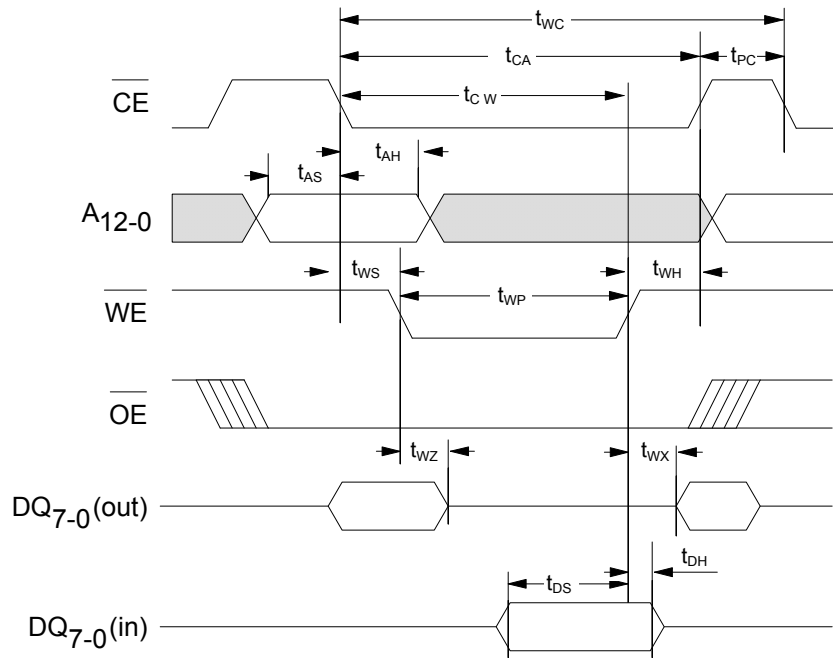 tWC
tCA
tPC
CE
tC W
tAH
tAS
A12-0
tWS
tWH
tWP
WE
OE
tWZ
tWX
DQ7-0(out)
tDH
tDS
DQ7-0(in)